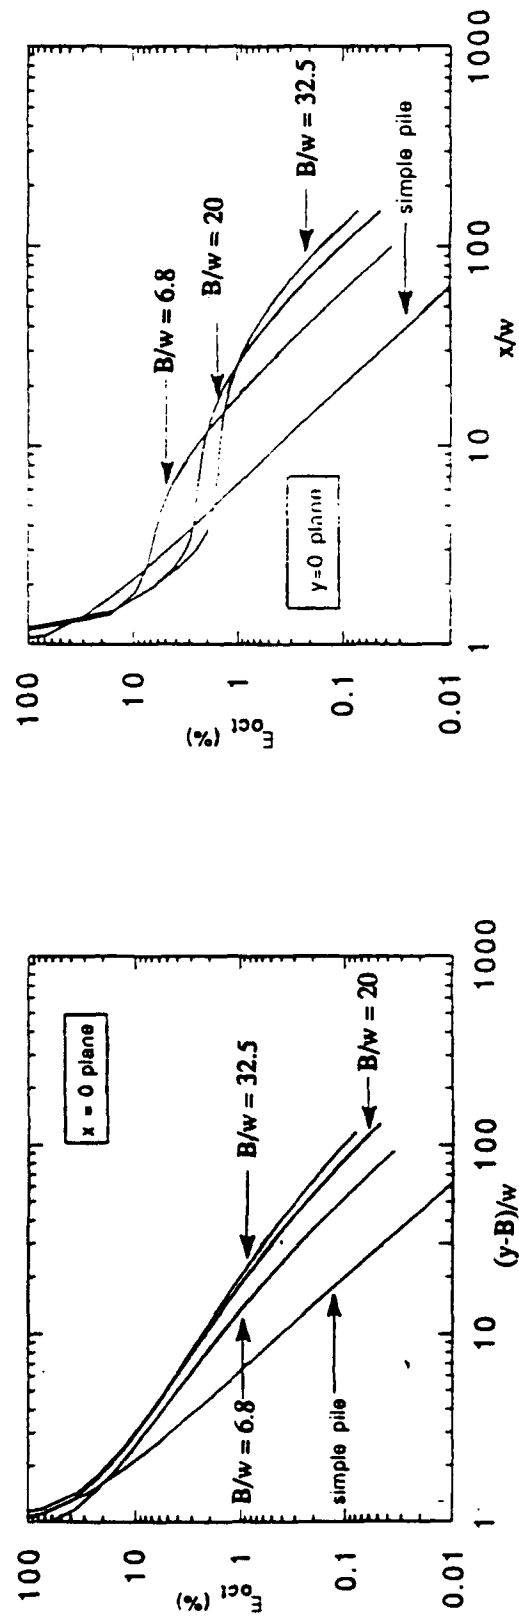 100
10
1
0.1
0.01
E_oct (%)
x = 0 plane
B/w = 32.5
B/w = 20
B/w = 6.8
simple pile
1
10
100
1000
(y-B)/w
100
10
1
0.1
0.01
E_oct (%)
y=0 plane
B/w = 6.8
B/w = 20
B/w = 32.5
simple pile
1
10
100
1000
x/w